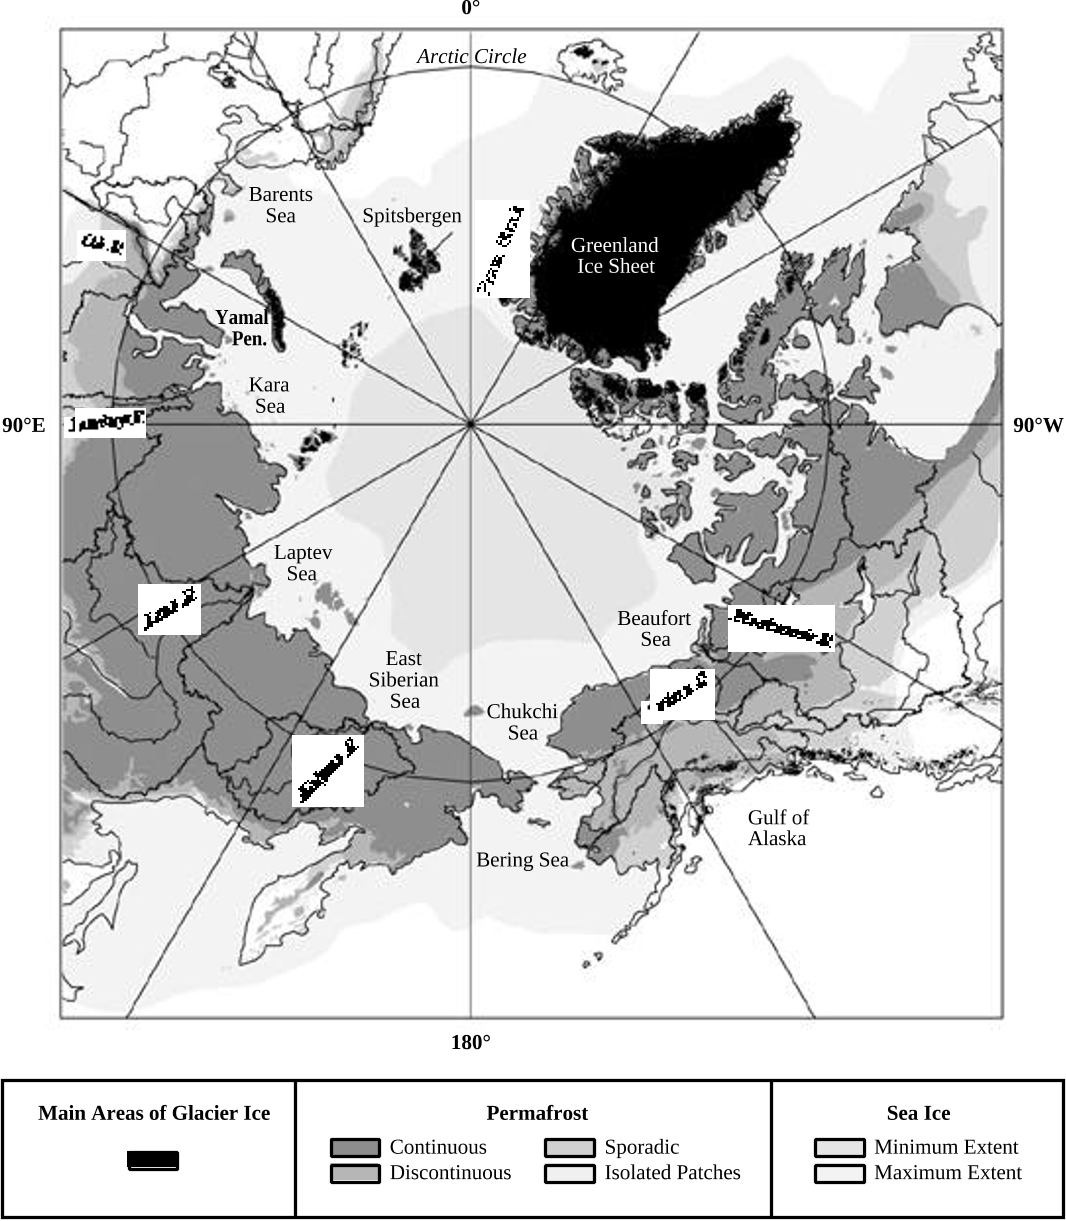 0°
Arctic Circle
Barents
Sea
Spitsbergen
Greenland
Ice Sheet
Yamal
Pen.
Kara
Sea
90°E
90°W
Laptev
Sea
Beaufort
Sea
East
Siberian
Sea
Chukchi
Sea
Gulf of
Alaska
Bering Sea
180°
Main Areas of Glacier Ice
Permafrost
Continuous
Discontinuous
Sporadic
Isolated Patches
Sea Ice
Minimum Extent
Maximum Extent